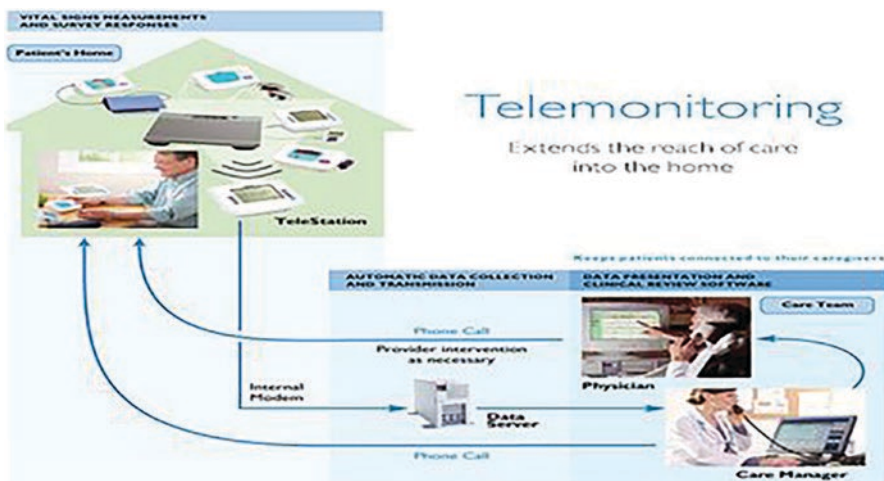 VITAL SIGNS MEASUREMENTS
AND SURVEY RESPONSES
Patient's Home
TeleStation
Telemonitoring
Extends the reach of care
into the home
Keeps patients connected to their caregivers
AUTOMATIC DATA COLLECTION
AND TRANSMISSION
DATA PRESENTATION AND
CLINICAL REVIEW SOFTWARE
Care Team
Phone Call
Provider intervention
as necessary
Physician
Internal
Modem
Data
Server
Phone Call
Care Manager